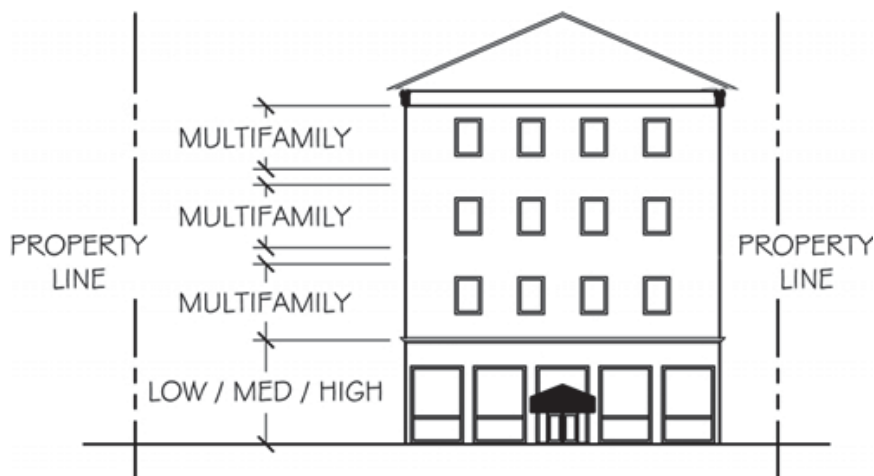 MULTIFAMILY
MULTIFAMILY
PROPERTY
LINE
PROPERTY
LINE
MULTIFAMILY
LOW / MED / HIGH